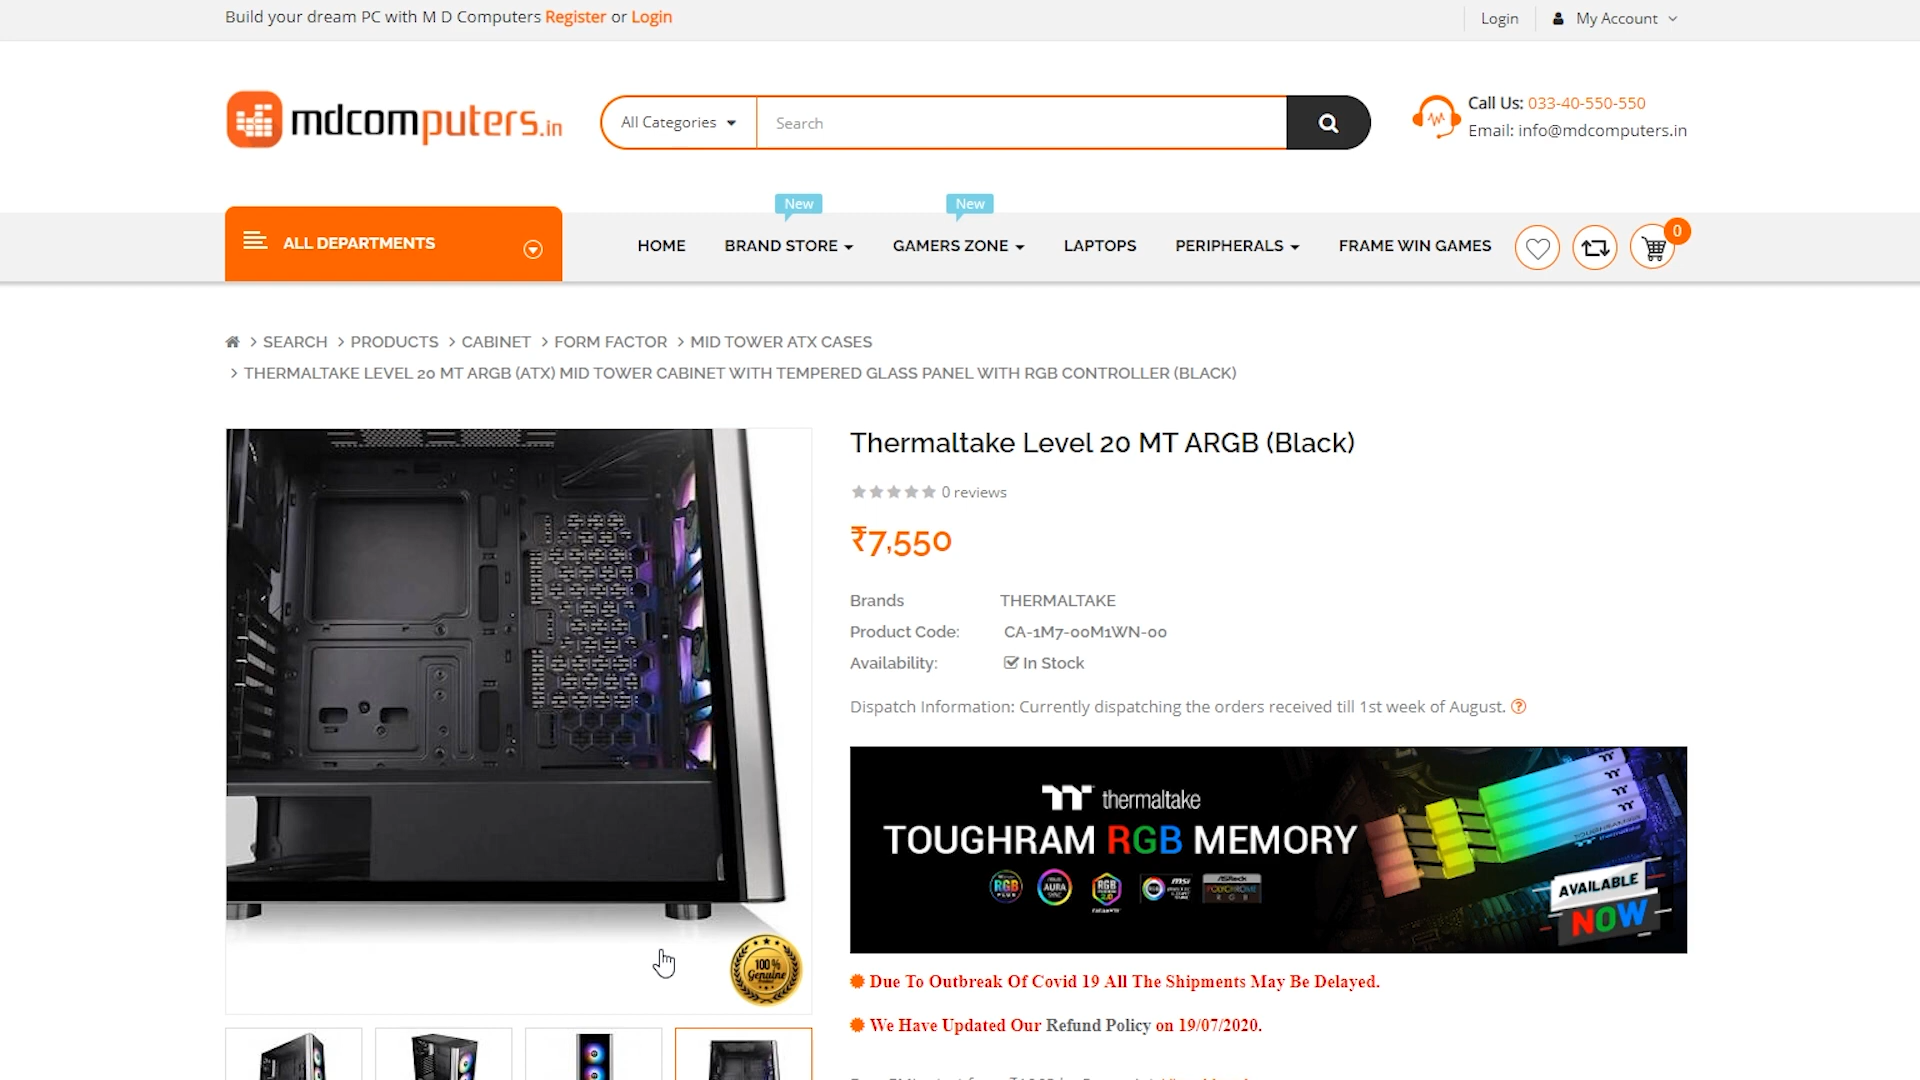 Build your dream PC with M D Computers Register or Login
Login
My Account
mdcomputers.in
All Categories
Search
Call Us: 033-40-550-550
Email: info@mdcomputers.in
New
New
ALL DEPARTMENTS
HOME
BRAND STORE
GAMERS ZONE
LAPTOPS
PERIPHERALS
FRAME WIN GAMES
0
> SEARCH > PRODUCTS > CABINET > FORM FACTOR > MID TOWER ATX CASES
> THERMALTAKE LEVEL 20 MT ARGB (ATX) MID TOWER CABINET WITH TEMPERED GLASS PANEL WITH RGB CONTROLLER (BLACK)
Thermaltake Level 20 MT ARGB (Black)
0 reviews
₹7,550
Brands THERMALTAKE
Product Code: CA-1M7-00M1WN-00
Availability: In Stock
Dispatch Information: Currently dispatching the orders received till 1st week of August.
thermaltake
TOUGHRAM RGB MEMORY
AVAILABLE
NOW
100%
Genuine
Due To Outbreak Of Covid 19 All The Shipments May Be Delayed.
We Have Updated Our Refund Policy on 19/07/2020.